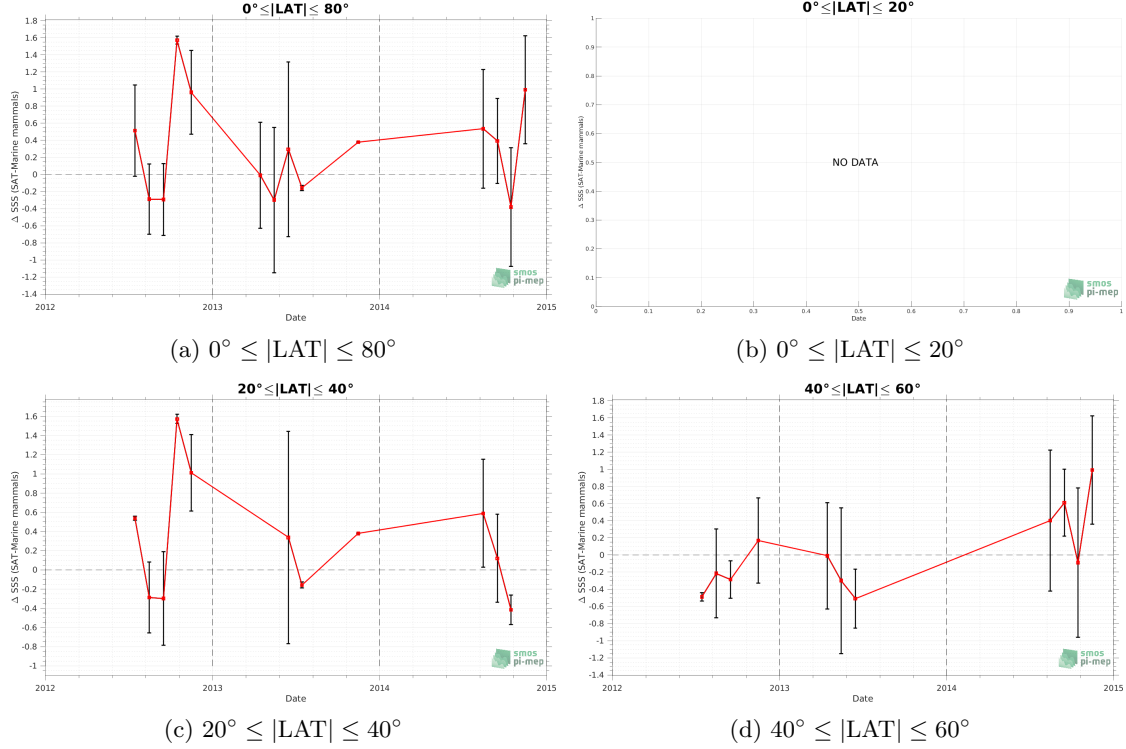 0°≤|LAT|≤ 80°
Δ SSS (SAT-Marine mammals)
1.8
1.6
1.4
1.2
1
0.8
0.6
0.4
0.2
0
-0.2
-0.4
-0.6
-0.8
-1
-1.2
-1.4
2012 2013 2014 2015
Date
smos
pi-mep
(a) 0° ≤ |LAT| ≤ 80°
0°≤|LAT|≤ 20°
Δ SSS (SAT-Marine mammals)
1
0.9
0.8
0.7
0.6
0.5
0.4
0.3
0.2
0.1
0
NO DATA
0 0.1 0.2 0.3 0.4 0.5 0.6 0.7 0.8 0.9 1
Date
smos
pi-mep
(b) 0° ≤ |LAT| ≤ 20°
20°≤|LAT|≤ 40°
Δ SSS (SAT-Marine mammals)
1.6
1.4
1.2
1
0.8
0.6
0.4
0.2
0
-0.2
-0.4
-0.6
-0.8
-1
2012 2013 2014 2015
Date
smos
pi-mep
(c) 20° ≤ |LAT| ≤ 40°
40°≤|LAT|≤ 60°
Δ SSS (SAT-Marine mammals)
1.8
1.6
1.4
1.2
1
0.8
0.6
0.4
0.2
0
-0.2
-0.4
-0.6
-0.8
-1
-1.2
-1.4
2012 2013 2014 2015
Date
smos
pi-mep
(d) 40° ≤ |LAT| ≤ 60°